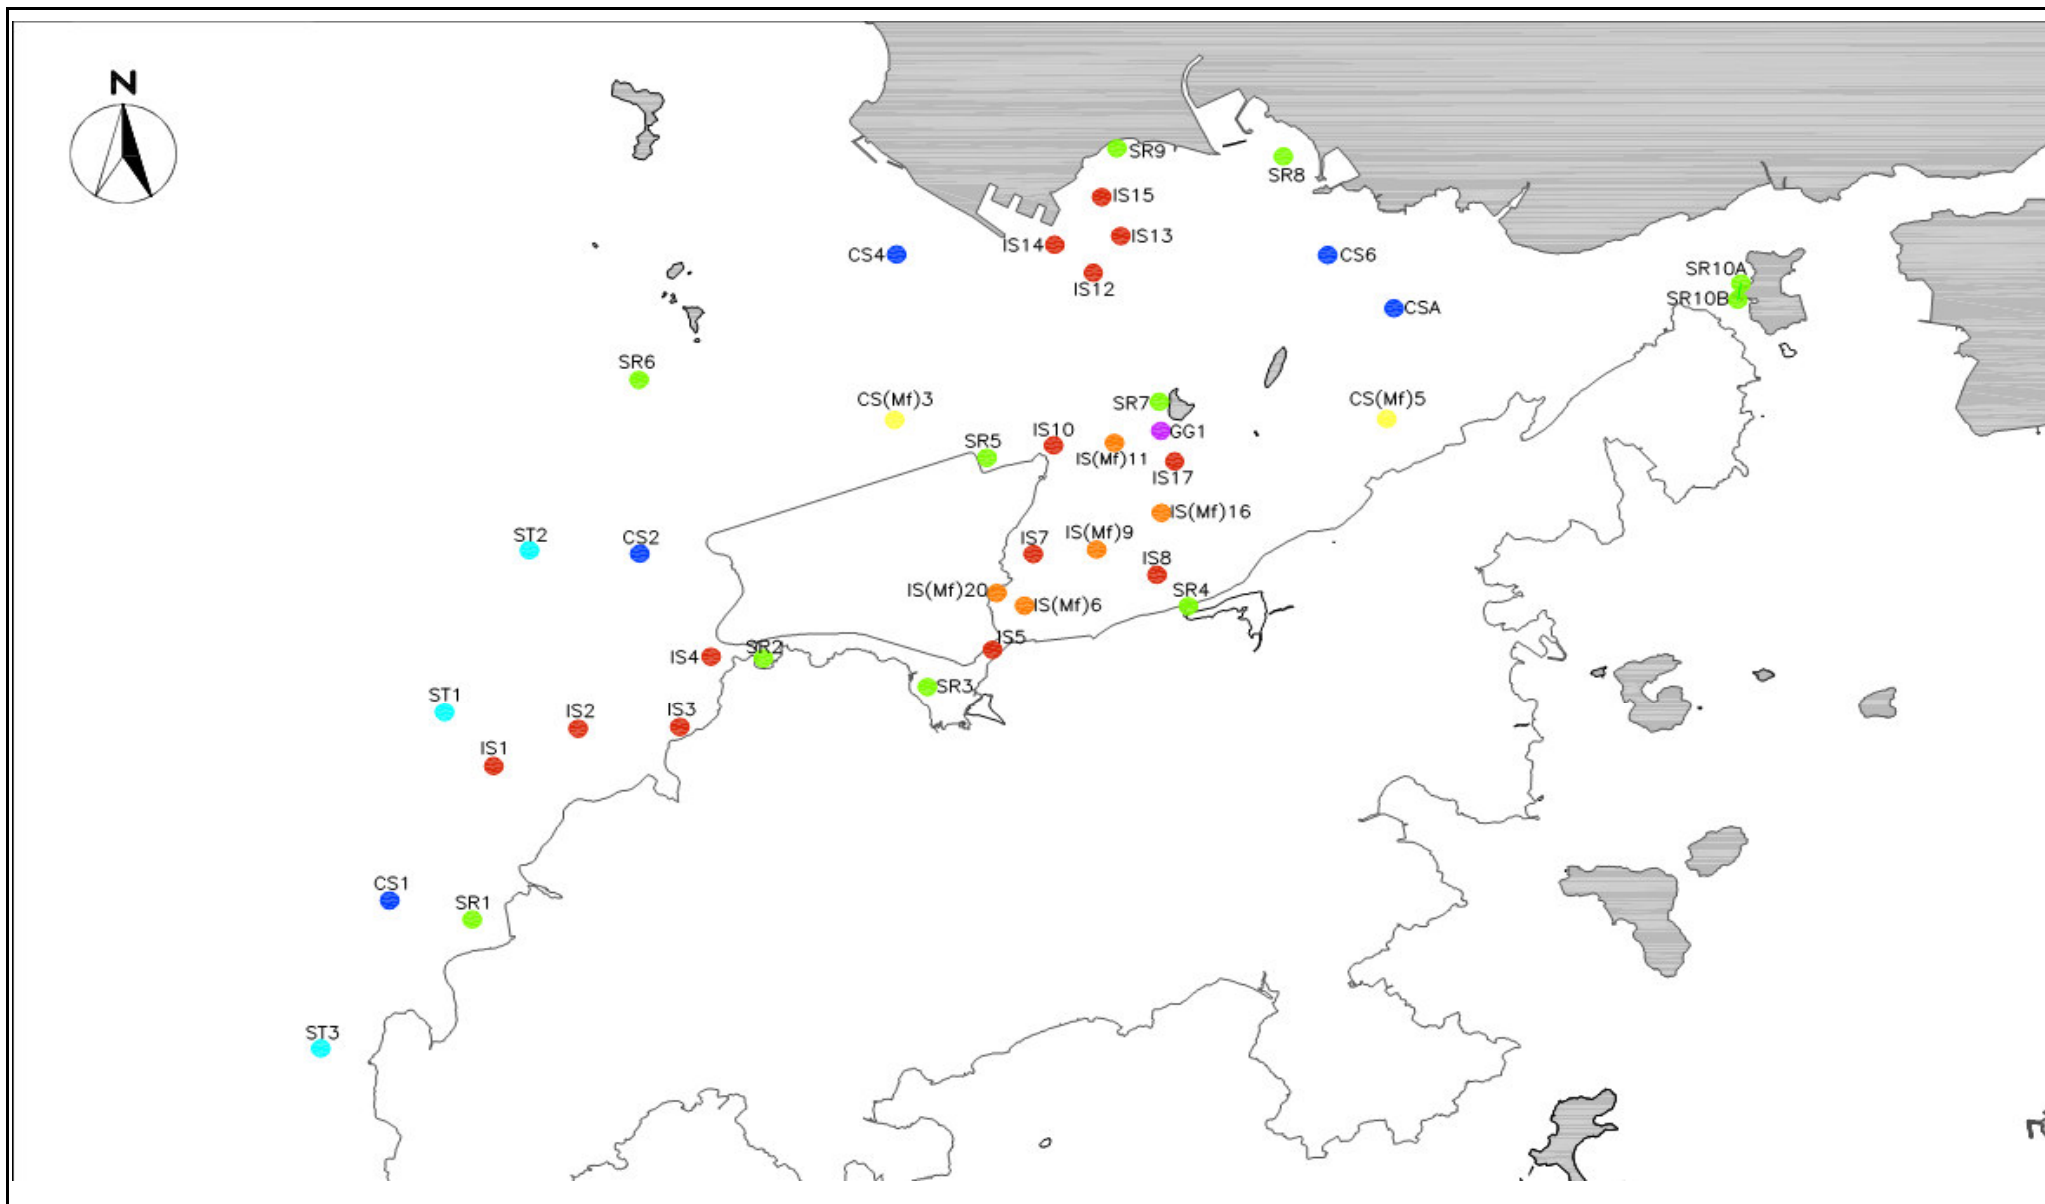 N
SR9
SR8
IS15
IS13
IS14
CS4
CS6
IS12
SR10A
SR10B
CSA
SR6
CS(Mf)3
SR7
CS(Mf)5
GG1
IS10
SR5
IS(Mf)11
IS17
IS(Mf)16
ST2
CS2
IS7
IS(Mf)9
IS8
IS(Mf)20
SR4
IS(Mf)6
IS5
SR2
IS4
SR3
ST1
IS2
IS3
IS1
CS1
SR1
ST3